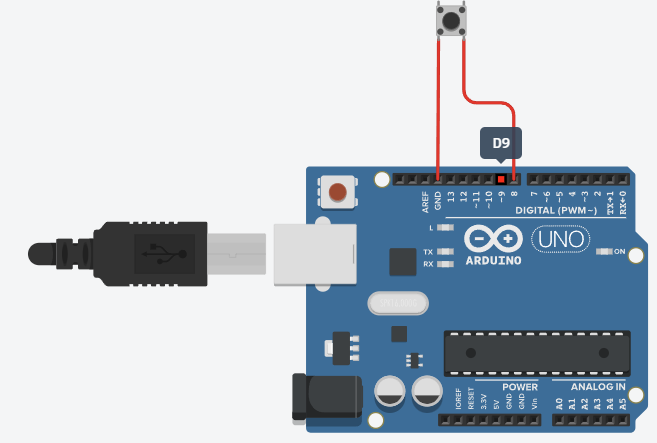 D9
AREF
GND
13
12
~11
~10
~9
8
7
~6
~5
4
~3
2
TX→1
RX←0
DIGITAL (PWM~)
L
TX
RX
UNO
ON
ARDUINO
POWER
ANALOG IN
IOREF
RESET
3.3V
5V
GND
GND
Vin
A0
A1
A2
A3
A4
A5